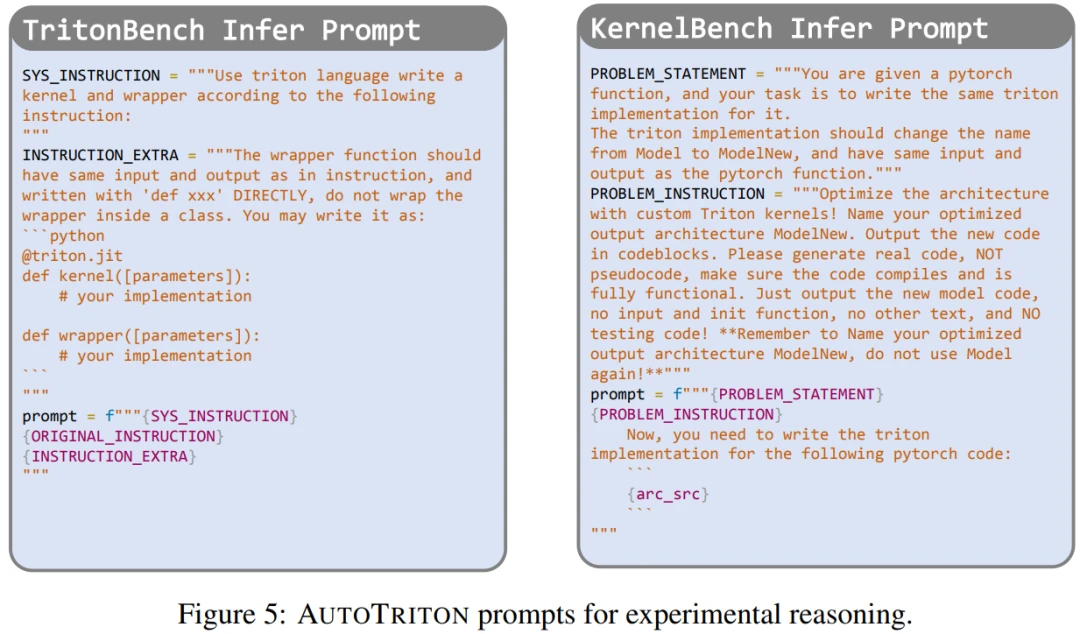 TritonBench Infer Prompt
SYS_INSTRUCTION = """Use triton language write a
kernel and wrapper according to the following
instruction:
"""
INSTRUCTION_EXTRA = """The wrapper function should
have same input and output as in instruction, and
written with 'def xxx' DIRECTLY, do not wrap the
wrapper inside a class. You may write it as:
```python
@triton.jit
def kernel([parameters]):
    # your implementation

def wrapper([parameters]):
    # your implementation
```
"""
prompt = f"""{SYS_INSTRUCTION}
{ORIGINAL_INSTRUCTION}
{INSTRUCTION_EXTRA}
"""
KernelBench Infer Prompt
PROBLEM_STATEMENT = """You are given a pytorch
function, and your task is to write the same triton
implementation for it.
The triton implementation should change the name
from Model to ModelNew, and have same input and
output as the pytorch function."""
PROBLEM_INSTRUCTION = """Optimize the architecture
with custom Triton kernels! Name your optimized
output architecture ModelNew. Output the new code
in codeblocks. Please generate real code, NOT
pseudocode, make sure the code compiles and is
fully functional. Just output the new model code,
no input and init function, no other text, and NO
testing code! **Remember to Name your optimized
output architecture ModelNew, do not use Model
again!**"""
prompt = f"""{PROBLEM_STATEMENT}
{PROBLEM_INSTRUCTION}
    Now, you need to write the triton
implementation for the following pytorch code:
    ```
    {arc_src}
    ```
"""
Figure 5: AUTOTRITON prompts for experimental reasoning.